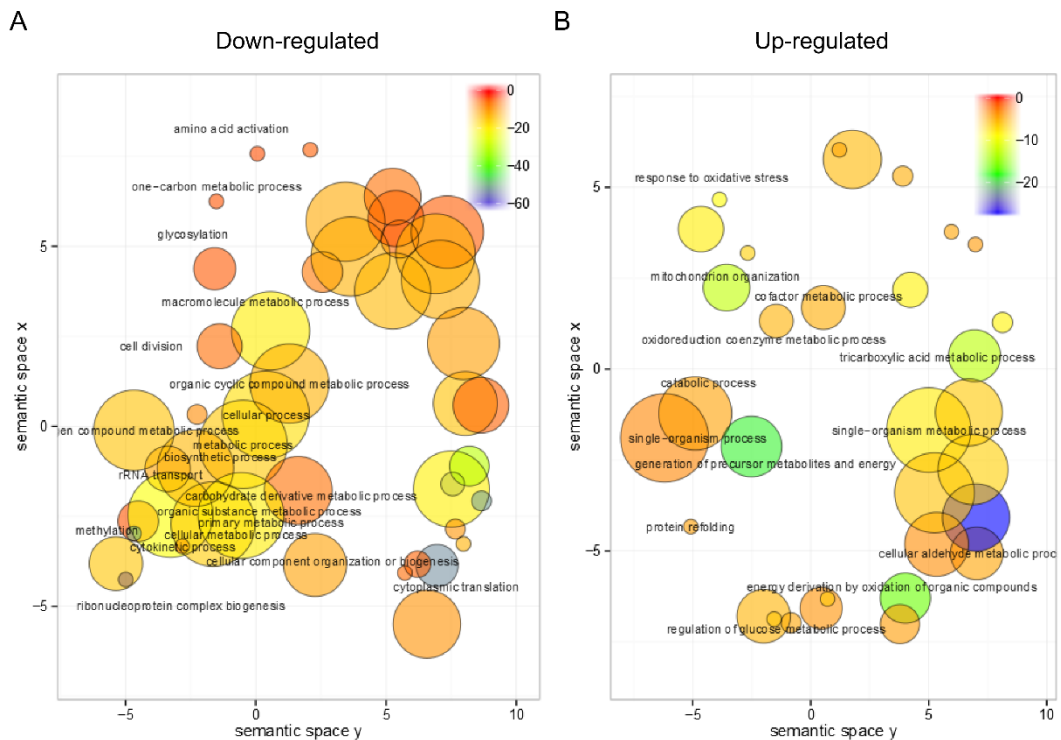 A
Down-regulated
0
−20
−40
−60
amino acid activation
one−carbon metabolic process
glycosylation
macromolecule metabolic process
cell division
organic cyclic compound metabolic process
cellular process
gen compound metabolic process
metabolic process
biosynthetic process
rRNA transport
carbohydrate derivative metabolic process
organic substance metabolic process
primary metabolic process
methylation
cellular metabolic process
cytokinetic process
cellular component organization or biogenesis
cytoplasmic translation
ribonucleoprotein complex biogenesis
5
0
−5
semantic space x
−5
0
5
10
semantic space y
B
Up-regulated
0
−10
−20
response to oxidative stress
mitochondrion organization
cofactor metabolic process
oxidoreduction coenzyme metabolic process
tricarboxylic acid metabolic process
catabolic process
single−organism metabolic process
single−organism process
generation of precursor metabolites and energy
protein refolding
cellular aldehyde metabolic proc
energy derivation by oxidation of organic compounds
regulation of glucose metabolic process
5
0
−5
semantic space x
−5
0
5
10
semantic space y